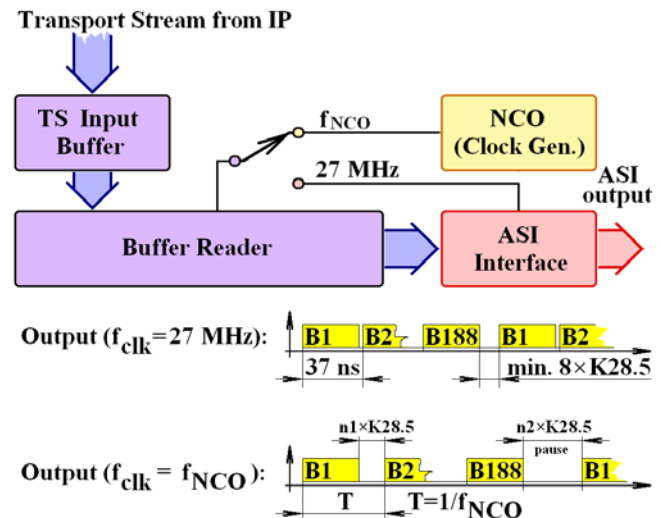 Transport Stream from IP
TS Input
Buffer
fNCO
NCO
(Clock Gen.)
27 MHz
ASI
output
Buffer Reader
ASI
Interface
Output (fclk=27 MHz):
B1 B2 B188 B1 B2
37 ns min. 8×K28.5
n1×K28.5 n2×K28.5
pause
Output (fclk = fNCO):
B1 B2 B188 B1
T T=1/fNCO